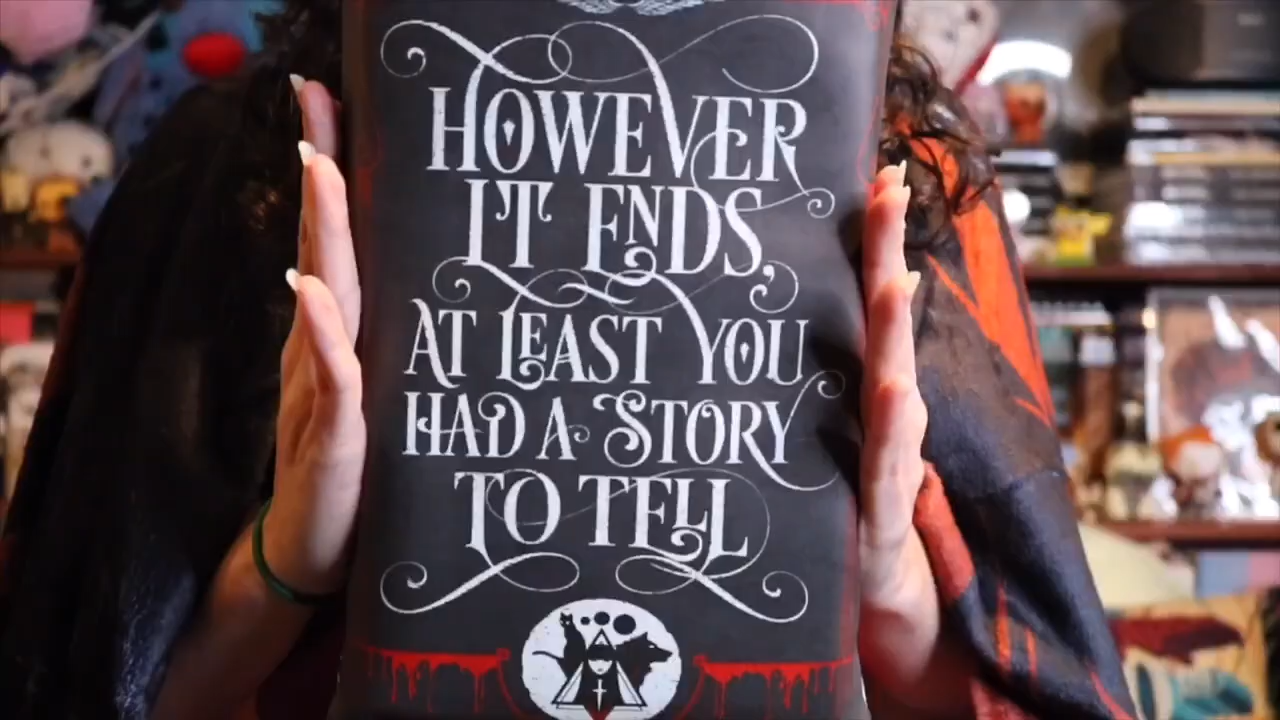 HOWEVER
IT ENDS,
AT LEAST YOU
HAD A STORY
TO TELL